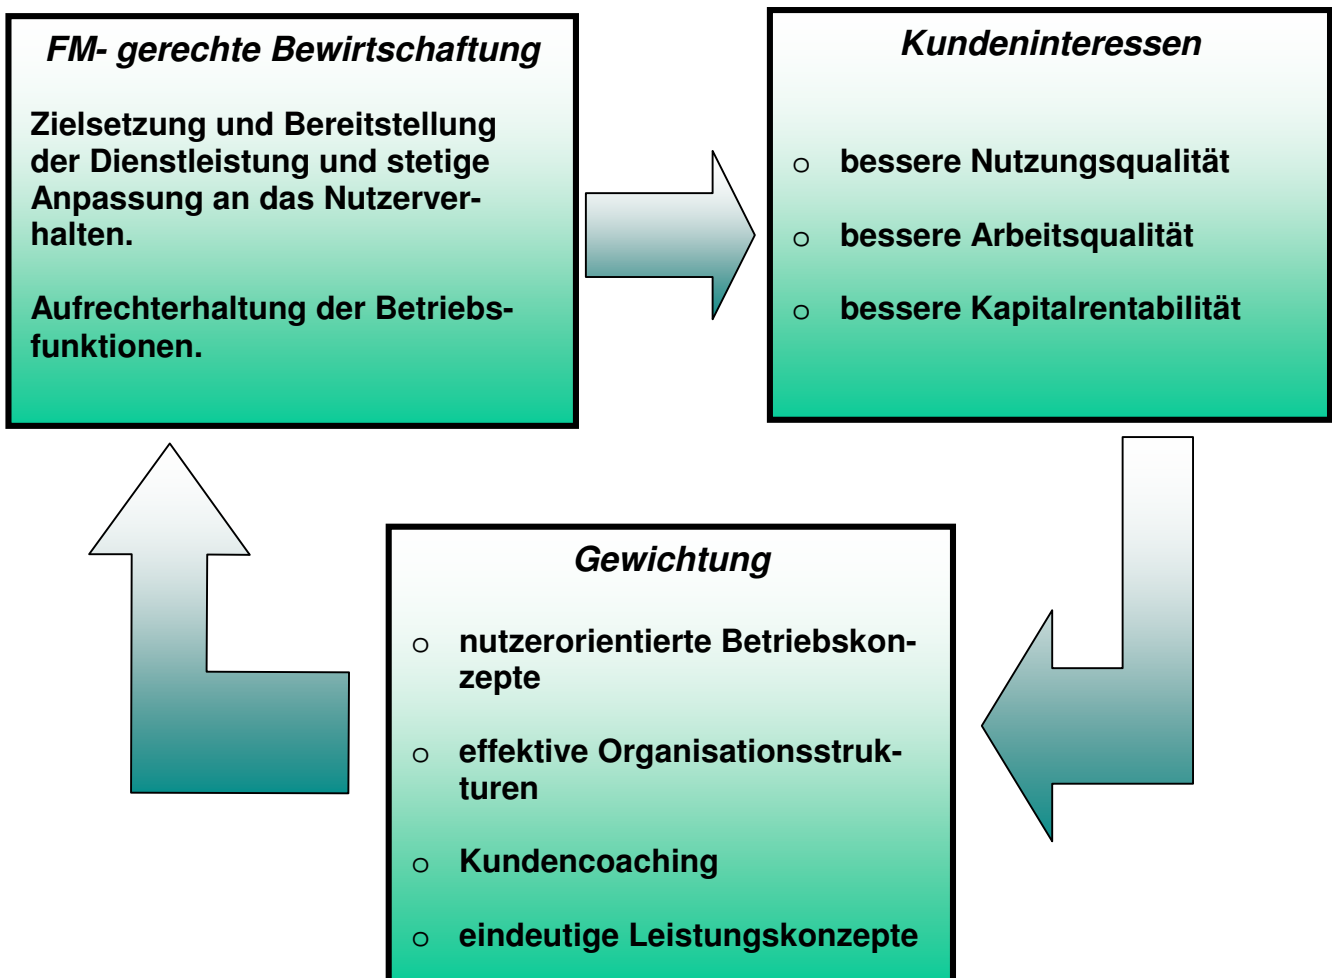 FM- gerechte Bewirtschaftung
Zielsetzung und Bereitstellung
der Dienstleistung und stetige
Anpassung an das Nutzerver-
halten.
Aufrechterhaltung der Betriebs-
funktionen.
Kundeninteressen
o bessere Nutzungsqualität
o bessere Arbeitsqualität
o bessere Kapitalrentabilität
Gewichtung
o nutzerorientierte Betriebskon-
zepte
o effektive Organisationsstruk-
turen
o Kundencoaching
o eindeutige Leistungskonzepte